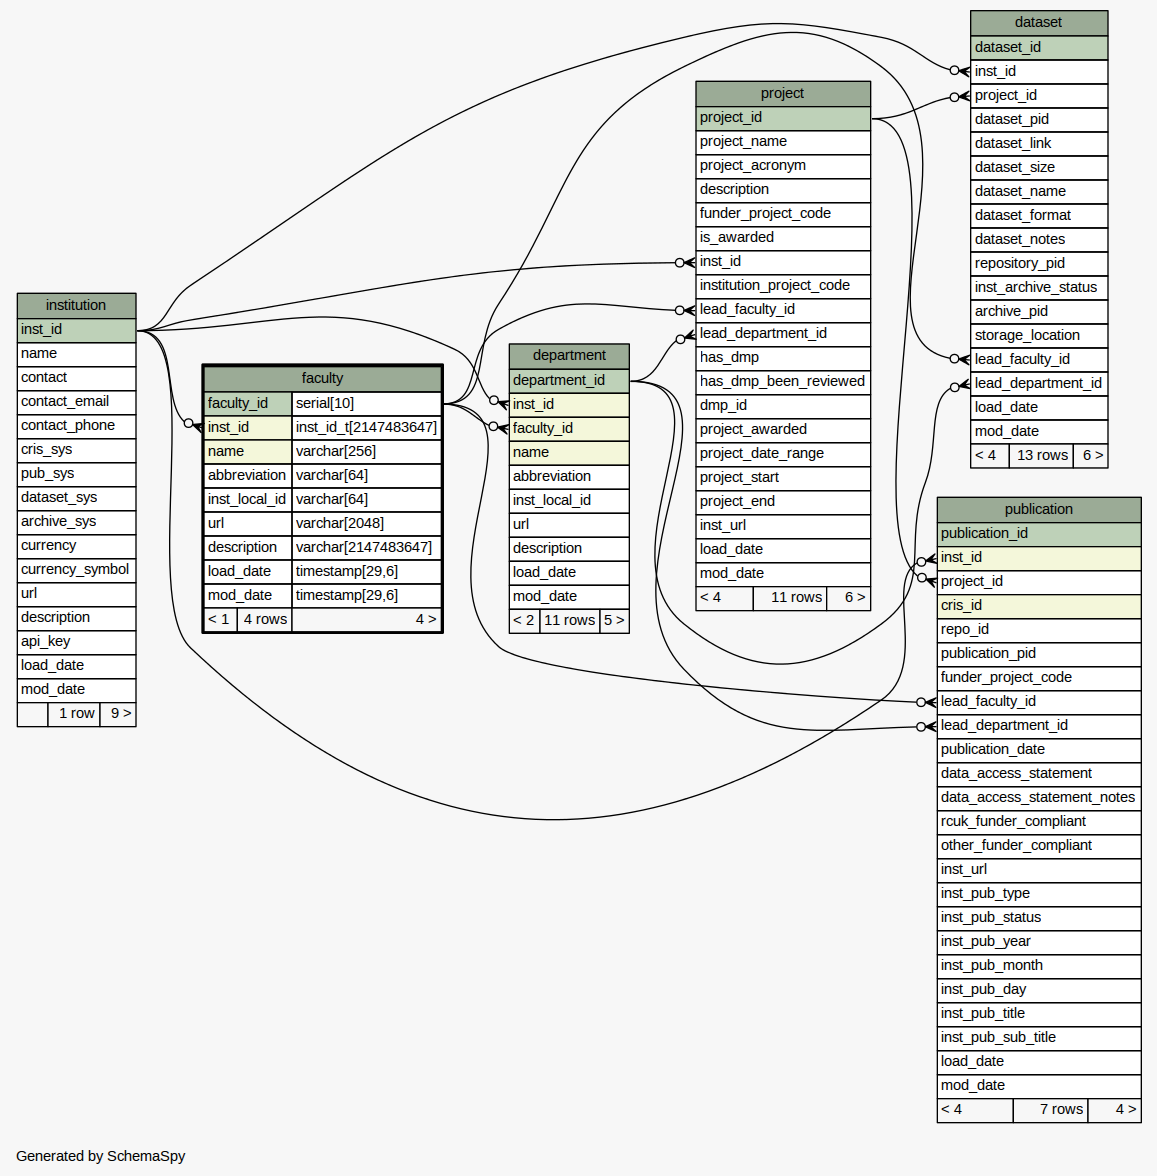 institution
inst_id
name
contact
contact_email
contact_phone
cris_sys
pub_sys
dataset_sys
archive_sys
currency
currency_symbol
url
description
api_key
load_date
mod_date
1 row 9 >
faculty
faculty_id serial[10]
inst_id inst_id_t[2147483647]
name varchar[256]
abbreviation varchar[64]
inst_local_id varchar[64]
url varchar[2048]
description varchar[2147483647]
load_date timestamp[29,6]
mod_date timestamp[29,6]
< 1 4 rows 4 >
department
department_id
inst_id
faculty_id
name
abbreviation
inst_local_id
url
description
load_date
mod_date
< 2 11 rows 5 >
project
project_id
project_name
project_acronym
description
funder_project_code
is_awarded
inst_id
institution_project_code
lead_faculty_id
lead_department_id
has_dmp
has_dmp_been_reviewed
dmp_id
project_awarded
project_date_range
project_start
project_end
inst_url
load_date
mod_date
< 4 11 rows 6 >
dataset
dataset_id
inst_id
project_id
dataset_pid
dataset_link
dataset_size
dataset_name
dataset_format
dataset_notes
repository_pid
inst_archive_status
archive_pid
storage_location
lead_faculty_id
lead_department_id
load_date
mod_date
< 4 13 rows 6 >
publication
publication_id
inst_id
project_id
cris_id
repo_id
publication_pid
funder_project_code
lead_faculty_id
lead_department_id
publication_date
data_access_statement
data_access_statement_notes
rcuk_funder_compliant
other_funder_compliant
inst_url
inst_pub_type
inst_pub_status
inst_pub_year
inst_pub_month
inst_pub_day
inst_pub_title
inst_pub_sub_title
load_date
mod_date
< 4 7 rows 4 >
Generated by SchemaSpy